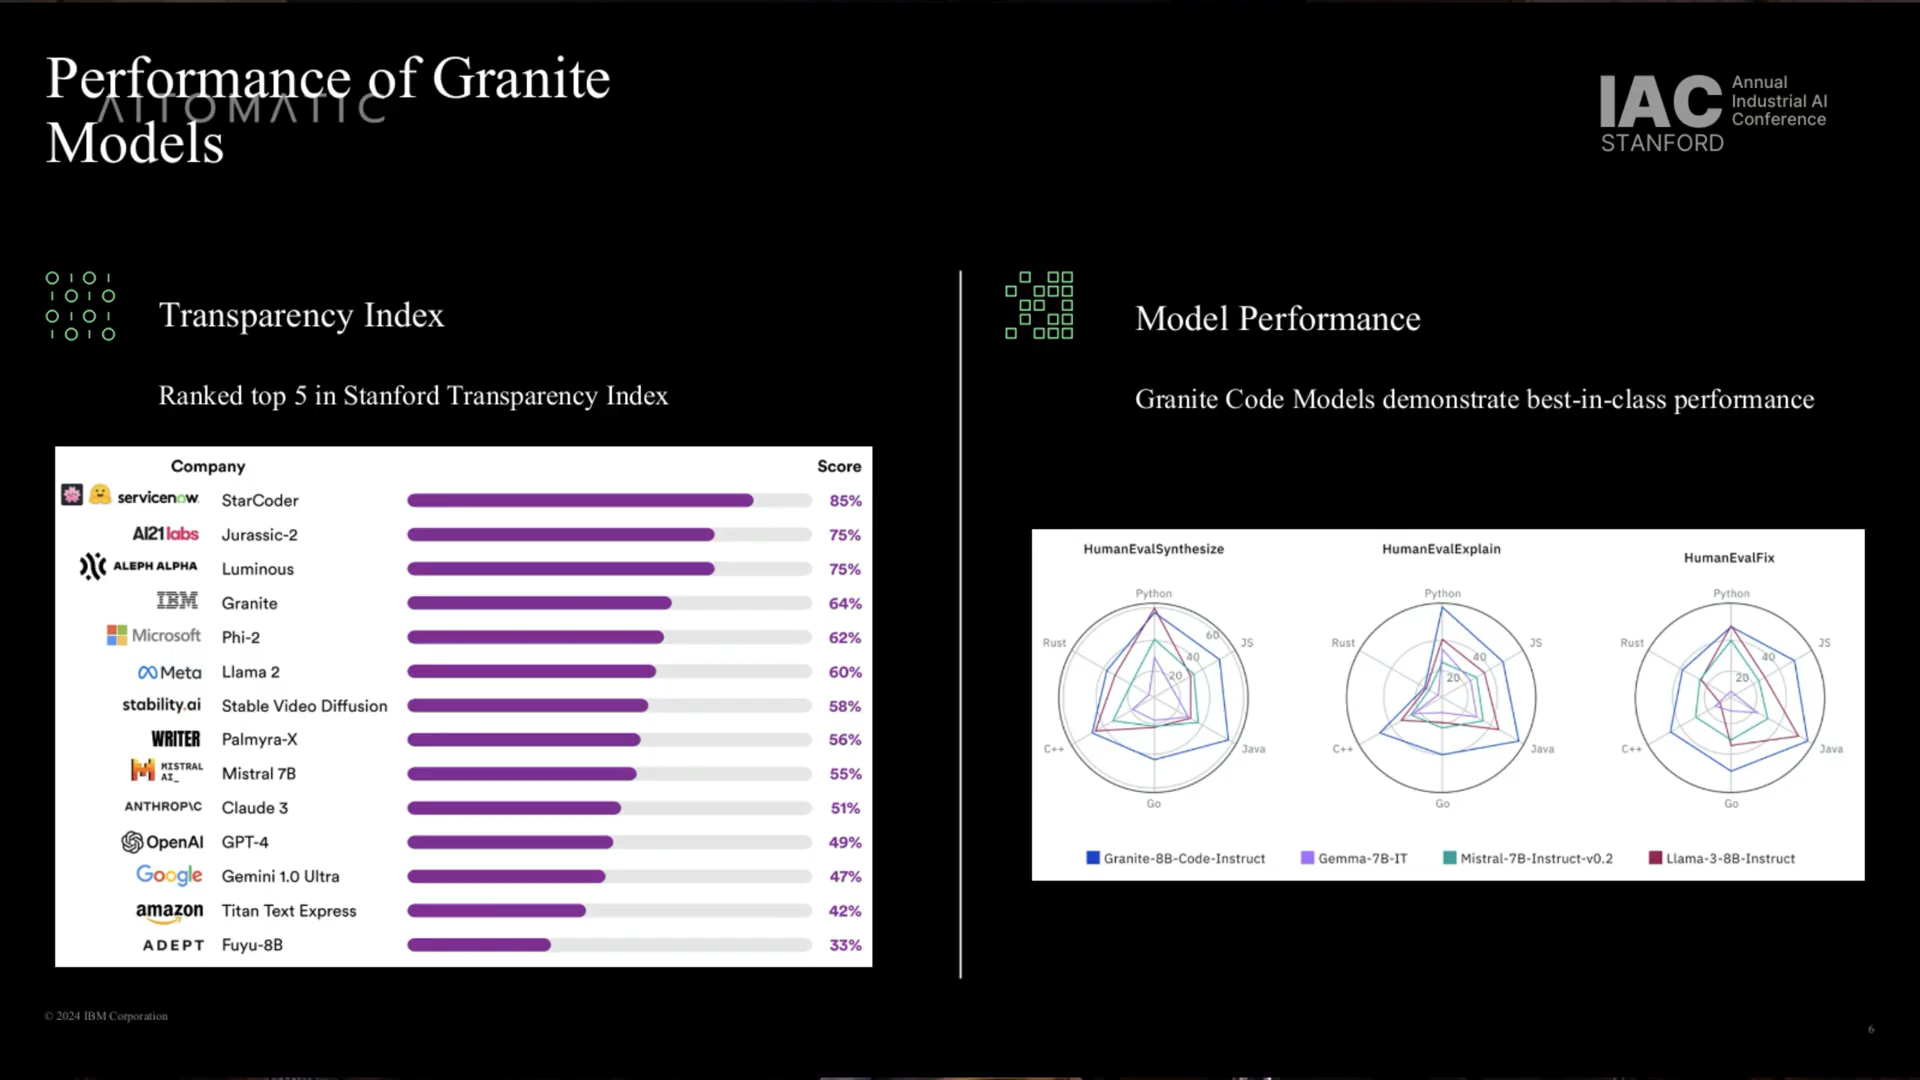 Performance of Granite
AITOMATIC
Models
IAC
Annual
Industrial AI
Conference
STANFORD
Transparency Index
Ranked top 5 in Stanford Transparency Index
Company Score
servicenow. StarCoder 85%
AI21labs Jurassic-2 75%
ALEPH ALPHA Luminous 75%
IBM Granite 64%
Microsoft Phi-2 62%
Meta Llama 2 60%
stability.ai Stable Video Diffusion 58%
WRITER Palmyra-X 56%
MISTRAL AI_ Mistral 7B 55%
ANTHROP\C Claude 3 51%
OpenAI GPT-4 49%
Google Gemini 1.0 Ultra 47%
amazon Titan Text Express 42%
ADEPT Fuyu-8B 33%
Model Performance
Granite Code Models demonstrate best-in-class performance
HumanEvalSynthesize
Python
JS
Java
Go
C++
Rust
60
40
20
HumanEvalExplain
Python
JS
Java
Go
C++
Rust
40
20
HumanEvalFix
Python
JS
Java
Go
C++
Rust
40
20
Granite-8B-Code-Instruct Gemma-7B-IT Mistral-7B-Instruct-v0.2 Llama-3-8B-Instruct
© 2024 IBM Corporation
6